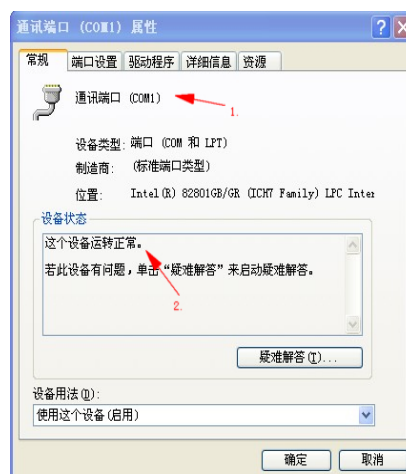 通讯端口 (COM1) 属性
常规 端口设置 驱动程序 详细信息 资源
通讯端口 (COM1)
1.
设备类型: 端口 (COM 和 LPT)
制造商: (标准端口类型)
位置: Intel(R) 82801GB/GR (ICH7 Family) LPC Inter
设备状态
这个设备运转正常。
若此设备有问题，单击“疑难解答”来启动疑难解答。
2.
疑难解答(T)...
设备用法(D):
使用这个设备(启用)
确定 取消